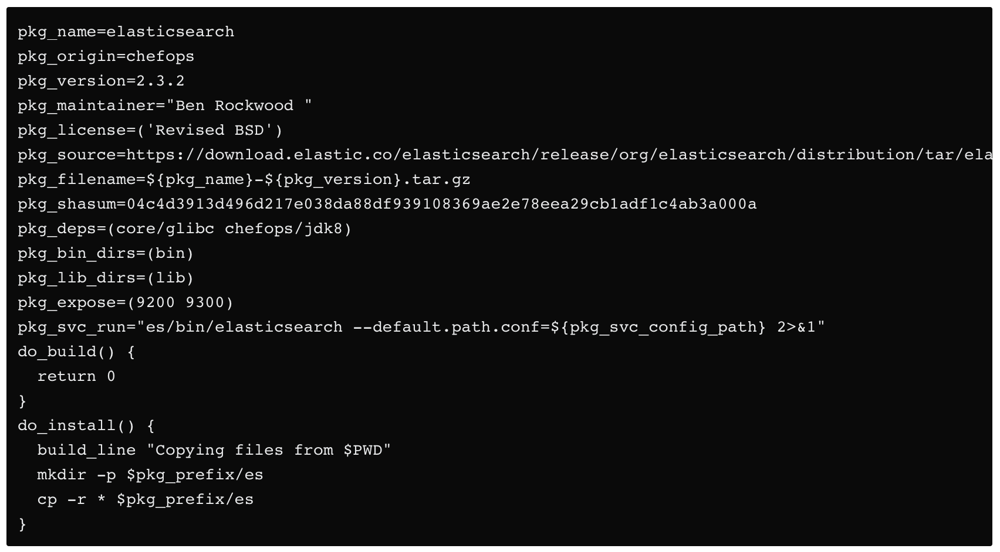 pkg_name=elasticsearch
pkg_origin=chefops
pkg_version=2.3.2
pkg_maintainer="Ben Rockwood "
pkg_license=('Revised BSD')
pkg_source=https://download.elastic.co/elasticsearch/release/org/elasticsearch/distribution/tar/ela
pkg_filename=${pkg_name}-${pkg_version}.tar.gz
pkg_shasum=04c4d3913d496d217e038da88df939108369ae2e78eea29cb1adf1c4ab3a000a
pkg_deps=(core/glibc chefops/jdk8)
pkg_bin_dirs=(bin)
pkg_lib_dirs=(lib)
pkg_expose=(9200 9300)
pkg_svc_run="es/bin/elasticsearch --default.path.conf=${pkg_svc_config_path} 2>&1"
do_build() {
  return 0
}
do_install() {
  build_line "Copying files from $PWD"
  mkdir -p $pkg_prefix/es
  cp -r * $pkg_prefix/es
}